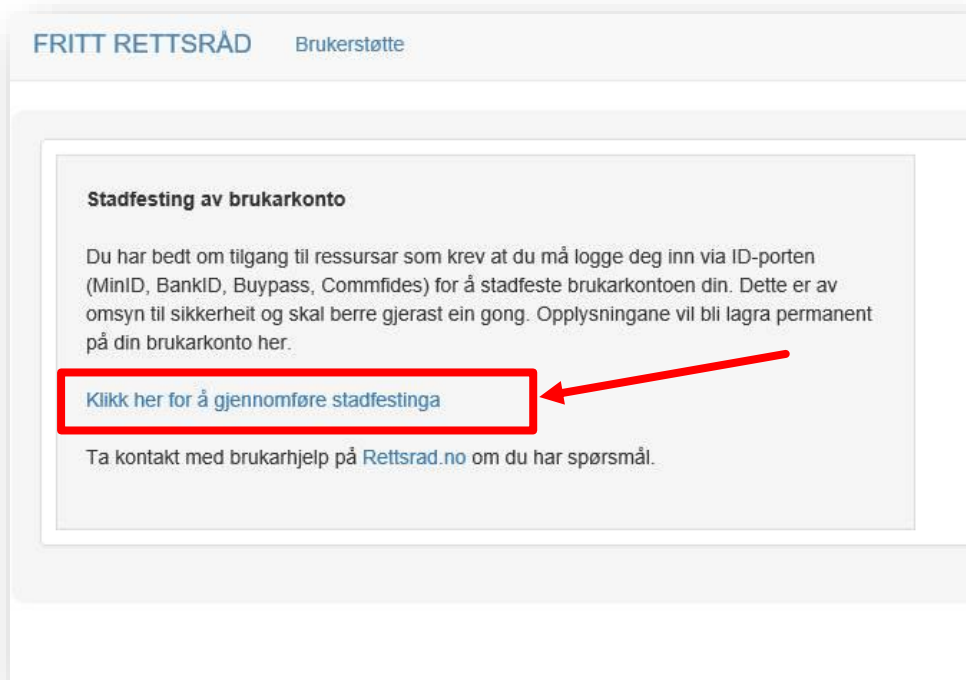 FRITT RETTSRÅD Brukerstøtte
Stadfesting av brukarkonto
Du har bedt om tilgang til ressursar som krev at du må logge deg inn via ID-porten
(MinID, BankID, Buypass, Commfides) for å stadfeste brukarkontoen din. Dette er av
omsyn til sikkerheit og skal berre gjerast ein gong. Opplysningane vil bli lagra permanent
på din brukarkonto her.
Klikk her for å gjennomføre stadfestinga
Ta kontakt med brukarhjelp på Rettsrad.no om du har spørsmål.